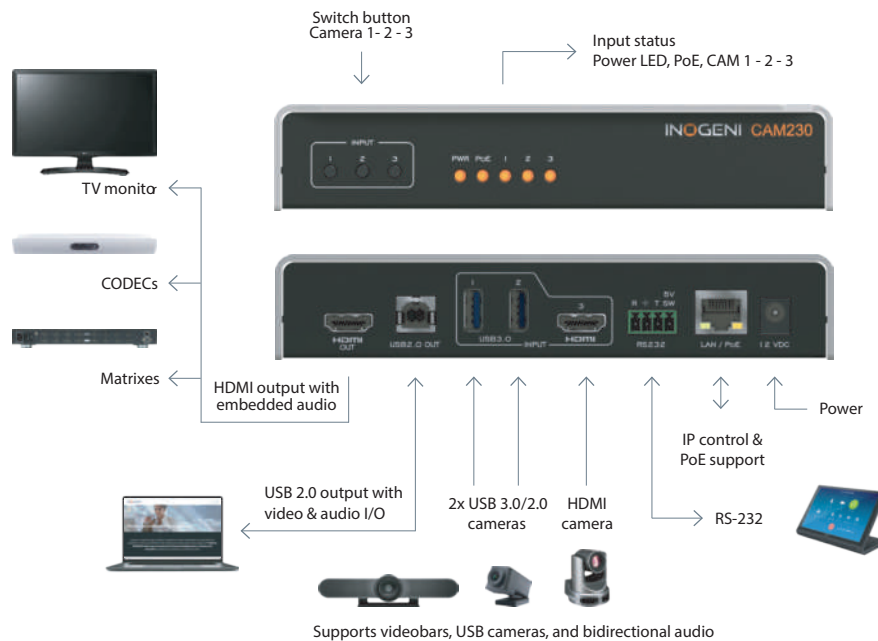 Switch button
Camera 1- 2 - 3
Input status
Power LED, PoE, CAM 1 - 2 - 3
INOGENI CAM230
INPUT
1 2 3
PWR PoE 1 2 3
TV monito
CODECs
Matrixes
HDMI OUT
USB2.0 OUT
1 2
USB3.0
3
HDMI
INPUT
5V
R ⏚ T SW
RS232
LAN / PoE
12 VDC
HDMI output with
embedded audio
Power
IP control &
PoE support
USB 2.0 output with
video & audio I/O
2x USB 3.0/2.0
cameras
HDMI
camera
RS-232
Supports videobars, USB cameras, and bidirectional audio